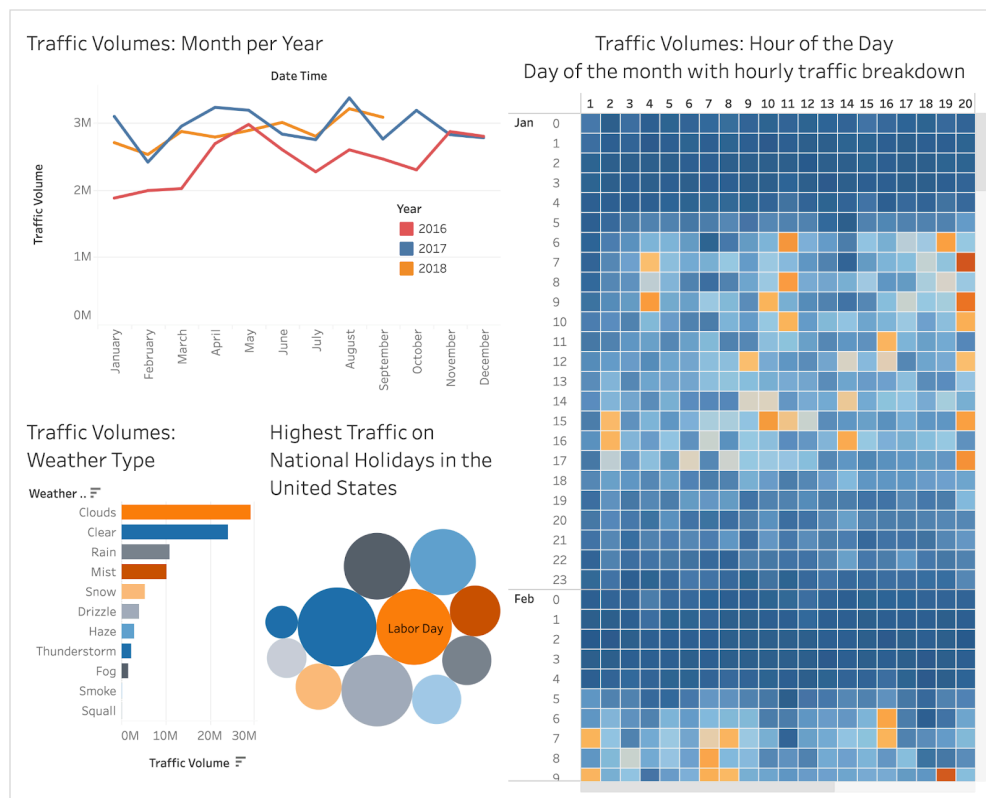 Traffic Volumes: Month per Year
Date Time
Traffic Volume
3M
2M
1M
0M
Year
2016
2017
2018
January
February
March
April
May
June
July
August
September
October
November
December
Traffic Volumes:
Weather Type
Weather ..
Clouds
Clear
Rain
Mist
Snow
Drizzle
Haze
Thunderstorm
Fog
Smoke
Squall
0M 10M 20M 30M
Traffic Volume
Highest Traffic on
National Holidays in the
United States
Labor Day
Traffic Volumes: Hour of the Day
Day of the month with hourly traffic breakdown
1 2 3 4 5 6 7 8 9 10 11 12 13 14 15 16 17 18 19 20
Jan 0
1
2
3
4
5
6
7
8
9
10
11
12
13
14
15
16
17
18
19
20
21
22
23
Feb 0
1
2
3
4
5
6
7
8
9